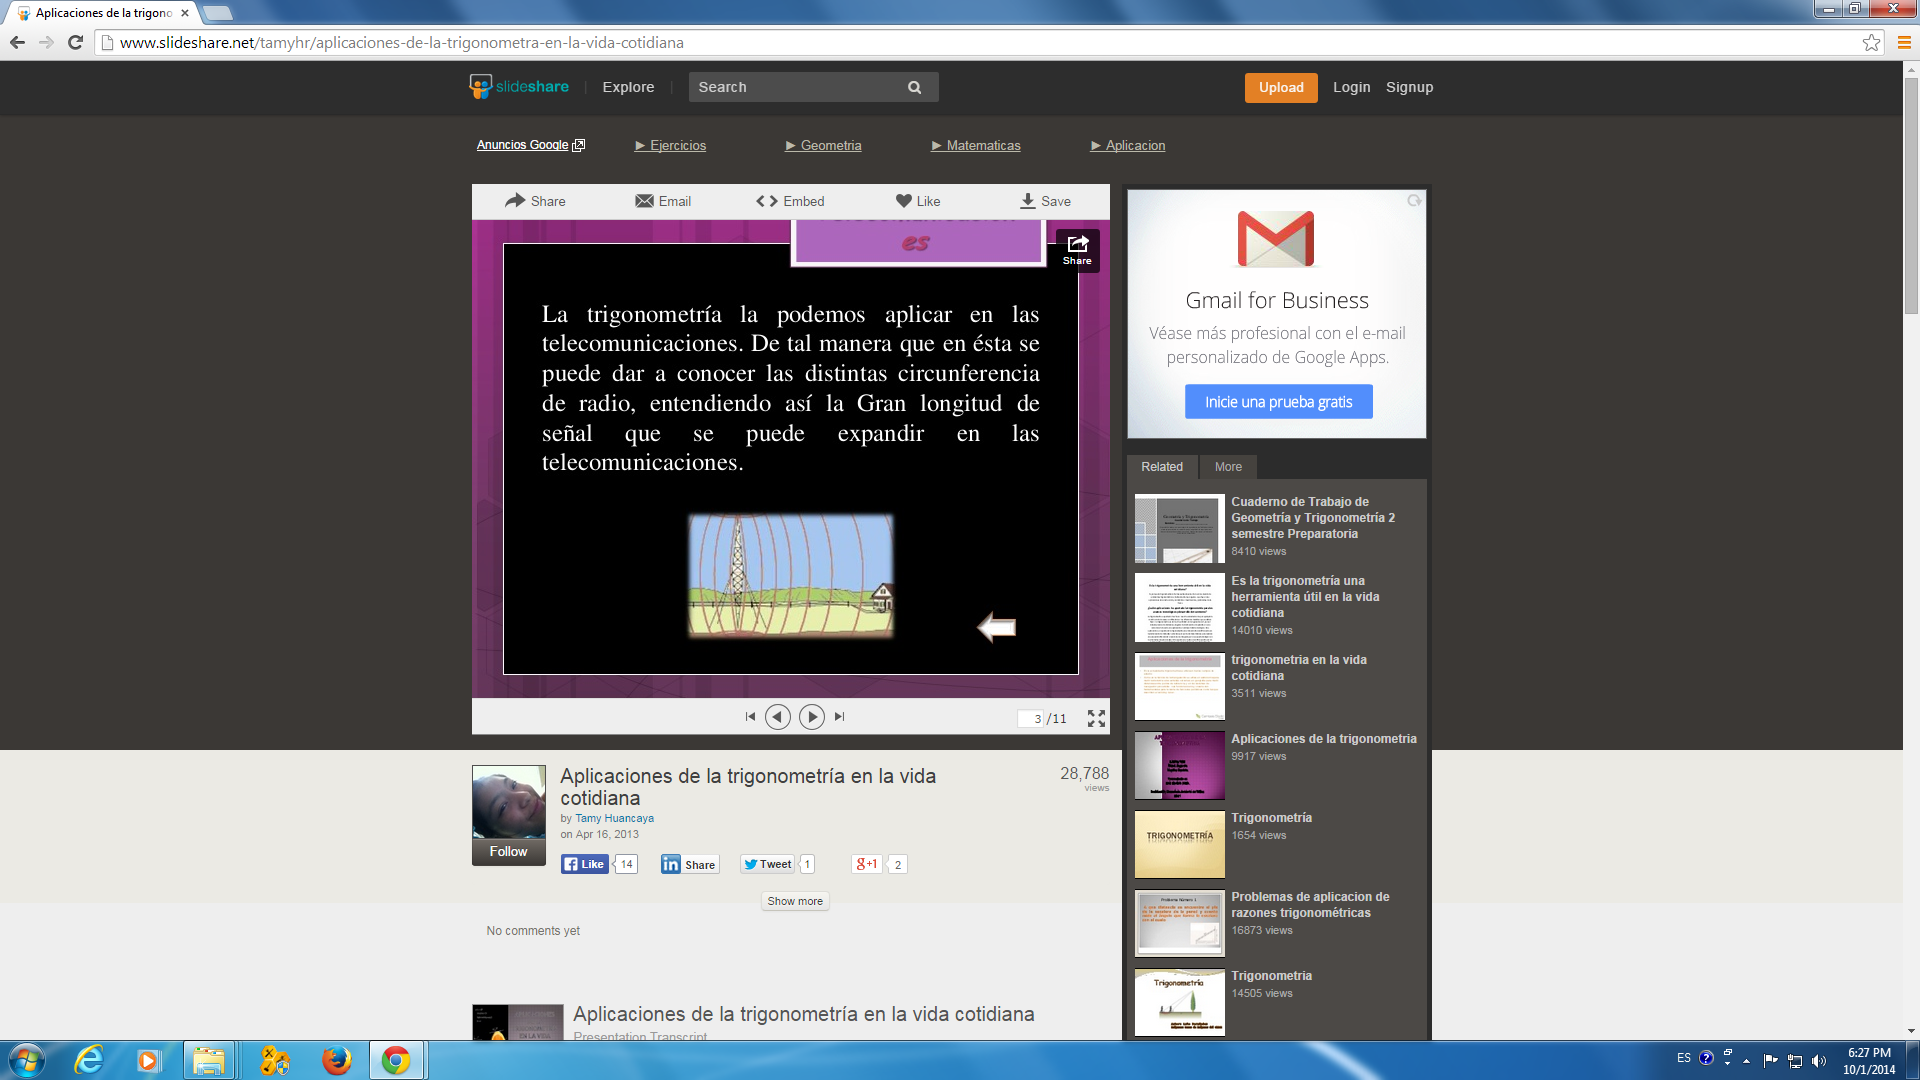 Aplicaciones de la trigono
www.slideshare.net/tamyhr/aplicaciones-de-la-trigonometra-en-la-vida-cotidiana
slideshare
Explore
Search
Upload
Login
Signup
Anuncios Google
► Ejercicios
► Geometria
► Matematicas
► Aplicacion
Share
Email
Embed
Like
Save
es
Share
La trigonometría la podemos aplicar en las
telecomunicaciones. De tal manera que en ésta se
puede dar a conocer las distintas circunferencia
de radio, entendiendo así la Gran longitud de
señal que se puede expandir en las
telecomunicaciones.
3 /11
Gmail for Business
Véase más profesional con el e-mail
personalizado de Google Apps.
Inicie una prueba gratis
Related
More
Cuaderno de Trabajo de
Geometría y Trigonometría 2
semestre Preparatoria
8410 views
Es la trigonometría una
herramienta útil en la vida
cotidiana
14010 views
trigonometria en la vida
cotidiana
3511 views
Aplicaciones de la trigonometria
9917 views
TRIGONOMETRÍA
Trigonometría
1654 views
Problemas de aplicacion de
razones trigonométricas
16873 views
Trigonometría
Trigonometria
14505 views
Follow
Aplicaciones de la trigonometría en la vida
cotidiana
by Tamy Huancaya
on Apr 16, 2013
28,788
views
Like 14
in Share
Tweet 1
g+1 2
Show more
No comments yet
Aplicaciones de la trigonometría en la vida cotidiana
Presentation Transcript
ES
6:27 PM
10/1/2014